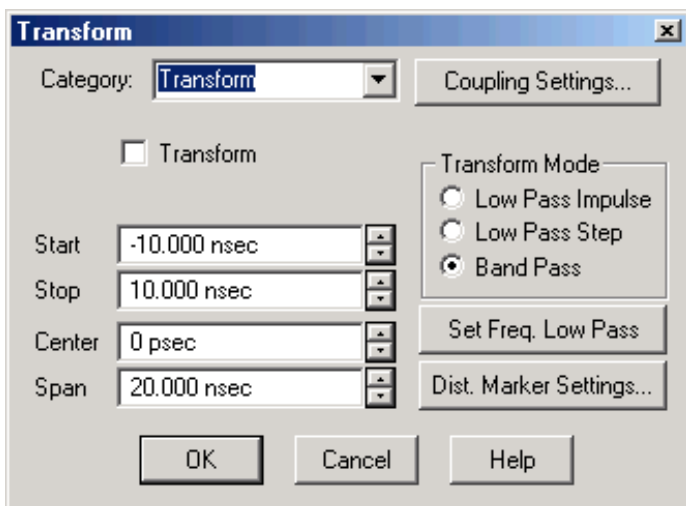 Transform
Category: Transform Coupling Settings...
Transform
Transform Mode
Low Pass Impulse
Low Pass Step
Band Pass
Start -10.000 nsec
Stop 10.000 nsec
Center 0 psec
Span 20.000 nsec
Set Freq. Low Pass
Dist. Marker Settings...
OK Cancel Help